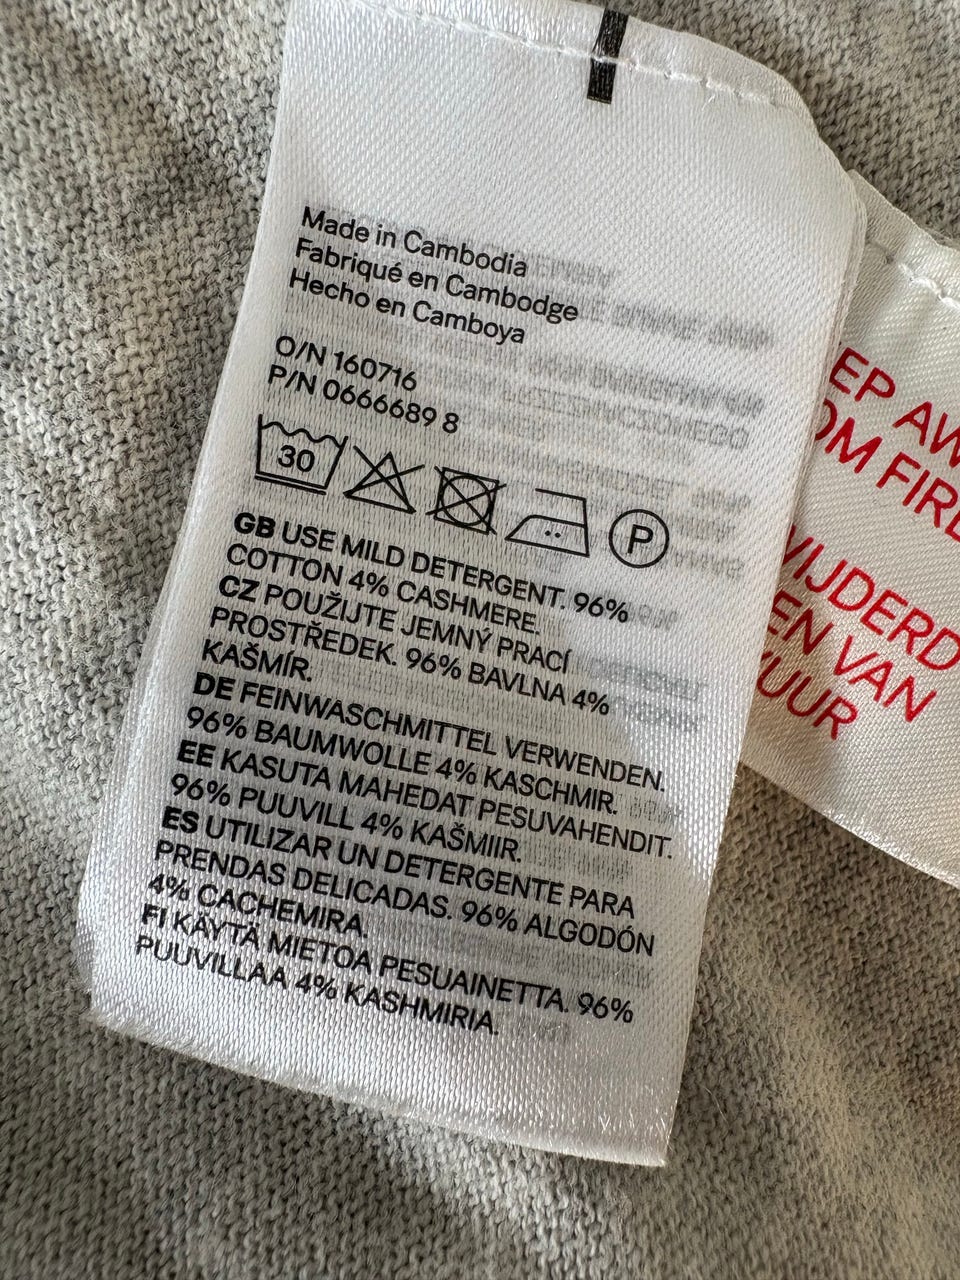 Made in Cambodia
Fabriqué en Cambodge
Hecho en Camboya
O/N 160716
P/N 0666689 8
30 P
GB USE MILD DETERGENT. 96%
COTTON 4% CASHMERE.
CZ POUŽIJTE JEMNÝ PRACÍ
PROSTŘEDEK. 96% BAVLNA 4%
KAŠMÍR.
DE FEINWASCHMITTEL VERWENDEN.
96% BAUMWOLLE 4% KASCHMIR.
EE KASUTA MAHEDAT PESUVAHENDIT.
96% PUUVILL 4% KAŠMIIR.
ES UTILIZAR UN DETERGENTE PARA
PRENDAS DELICADAS. 96% ALGODÓN
4% CACHEMIRA.
FI KÄYTÄ MIETOA PESUAINETTA. 96%
PUUVILLAA 4% KASHMIRIA.
EP AW
OM FIRE
VIJDERD
EN VAN
VUUR